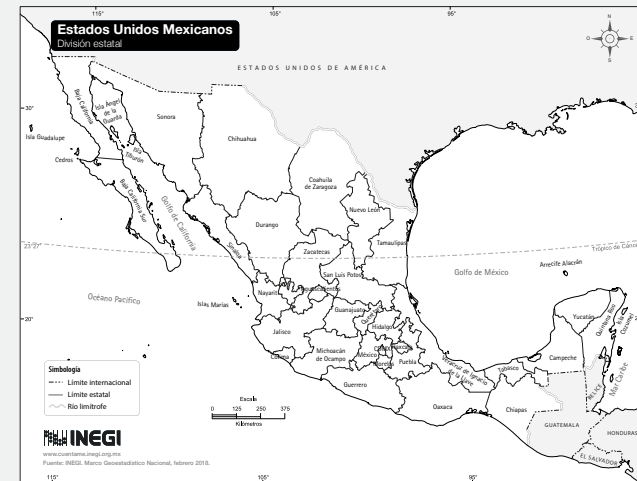 115°
105°
95°
Estados Unidos Mexicanos
División estatal
N
O
E
S
ESTADOS UNIDOS DE AMÉRICA
30°
Baja California
Isla Ángel
de la
Guarda
Sonora
Isla Guadalupe
Isla
Tiburón
Chihuahua
Cedros
Coahuila
de Zaragoza
Baja California Sur
Golfo de California
Nuevo León
Durango
Sinaloa
Tamaulipas
23°27'
Zacatecas
Trópico de Cánc
Golfo de México
Arrecife Alacrán
San Luis Potosí
Océano Pacífico
Islas Marías
Nayarit
Aguascalientes
Guanajuato
Querétaro
Yucatán
Quintana Roo
Isla
Cozumel
20°
Jalisco
Hidalgo
Colima
Michoacán
de Ocampo
México
CDMX
Tlaxcala
Morelos
Puebla
Veracruz de Ignacio
de la Llave
Tabasco
Campeche
Mar Caribe
Guerrero
Oaxaca
Chiapas
BELICE
GUATEMALA
HONDURAS
EL SALVADOR
Simbología
Límite internacional
Límite estatal
Río limítrofe
Escala
0 125 250 375
Kilómetros
INEGI
www.cuentame.inegi.org.mx
Fuente: INEGI. Marco Geoestadístico Nacional, febrero 2018.
115°
105°
95°